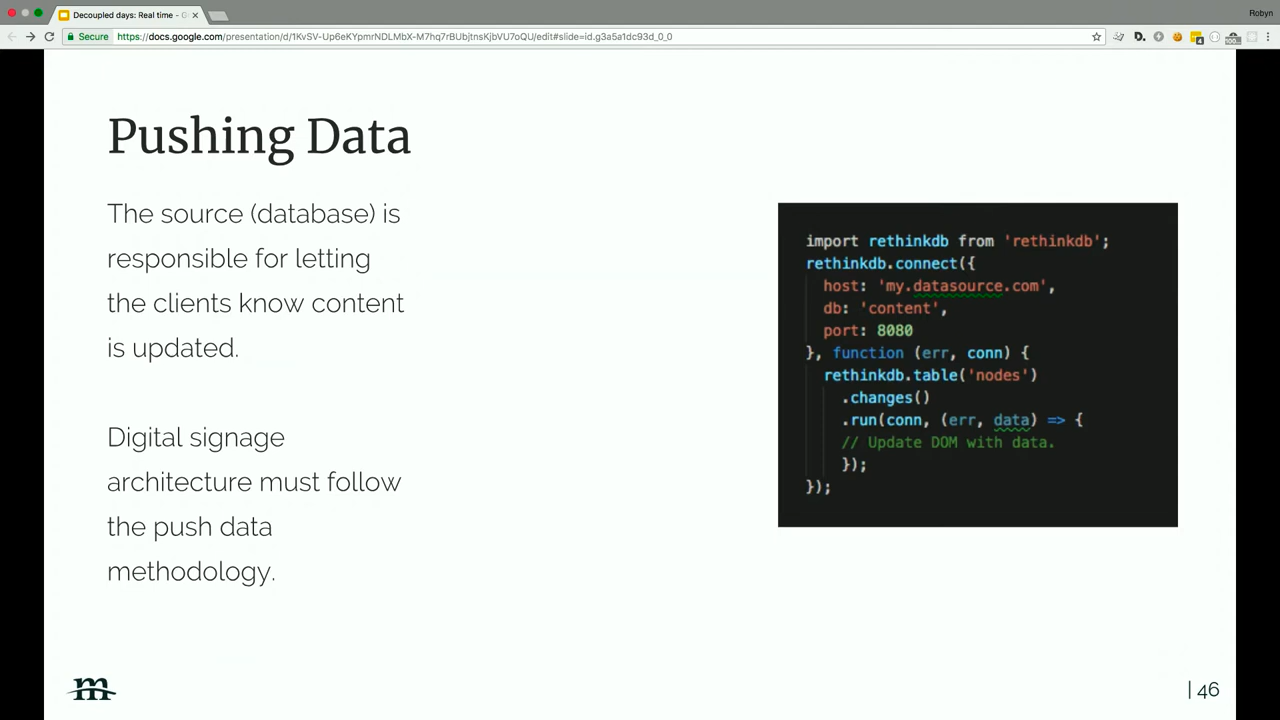 Decoupled days: Real time - G
Robyn
Secure
https://docs.google.com/presentation/d/1KvSV-Up6eKYpmrNDLMbX-M7hq7rBUbjtnsKjbVU7oQU/edit#slide=id.g3a5a1dc93d_0_0
Pushing Data
The source (database) is
responsible for letting
the clients know content
is updated.
Digital signage
architecture must follow
the push data
methodology.
import rethinkdb from 'rethinkdb';
rethinkdb.connect({
host: 'my.datasource.com',
db: 'content',
port: 8080
}, function (err, conn) {
rethinkdb.table('nodes')
.changes()
.run(conn, (err, data) => {
// Update DOM with data.
});
});
m
| 46